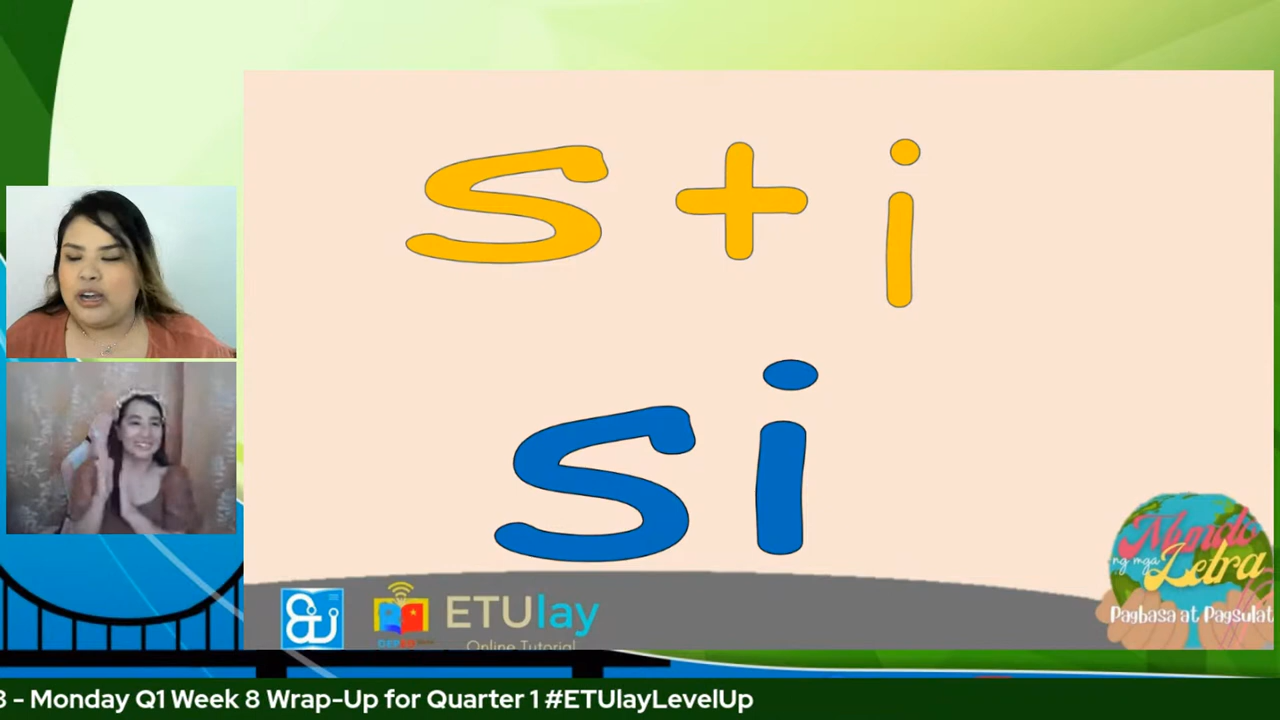 s + i
si
ETUlay
Online Tutorial
Mundo
ng mga Letra
Pagbasa at Pagsulat
3 - Monday Q1 Week 8 Wrap-Up for Quarter 1 #ETUlayLevelUp